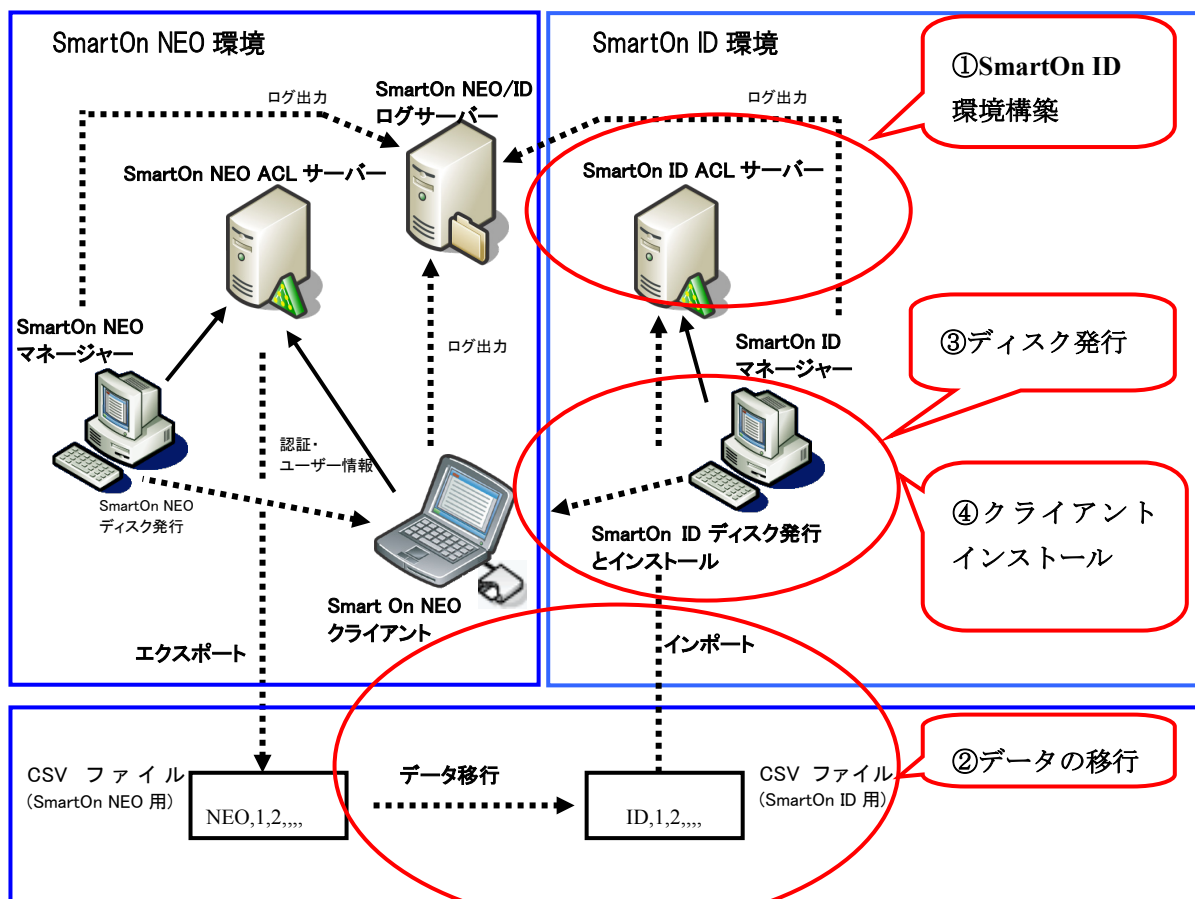 SmartOn NEO 環境
SmartOn ID 環境
①SmartOn ID
環境構築
ログ出力
SmartOn NEO/ID
ログサーバー
ログ出力
SmartOn NEO ACL サーバー
SmartOn ID ACL サーバー
SmartOn NEO
マネージャー
ログ出力
SmartOn ID
マネージャー
③ディスク発行
認証・
ユーザー情報
SmartOn NEO
ディスク発行
SmartOn ID ディスク発行
とインストール
④クライアント
インストール
Smart On NEO
クライアント
エクスポート
インポート
CSV ファイル
(SmartOn NEO 用)
NEO,1,2,,,,
データ移行
ID,1,2,,,,
CSV ファイル
(SmartOn ID 用)
②データの移行